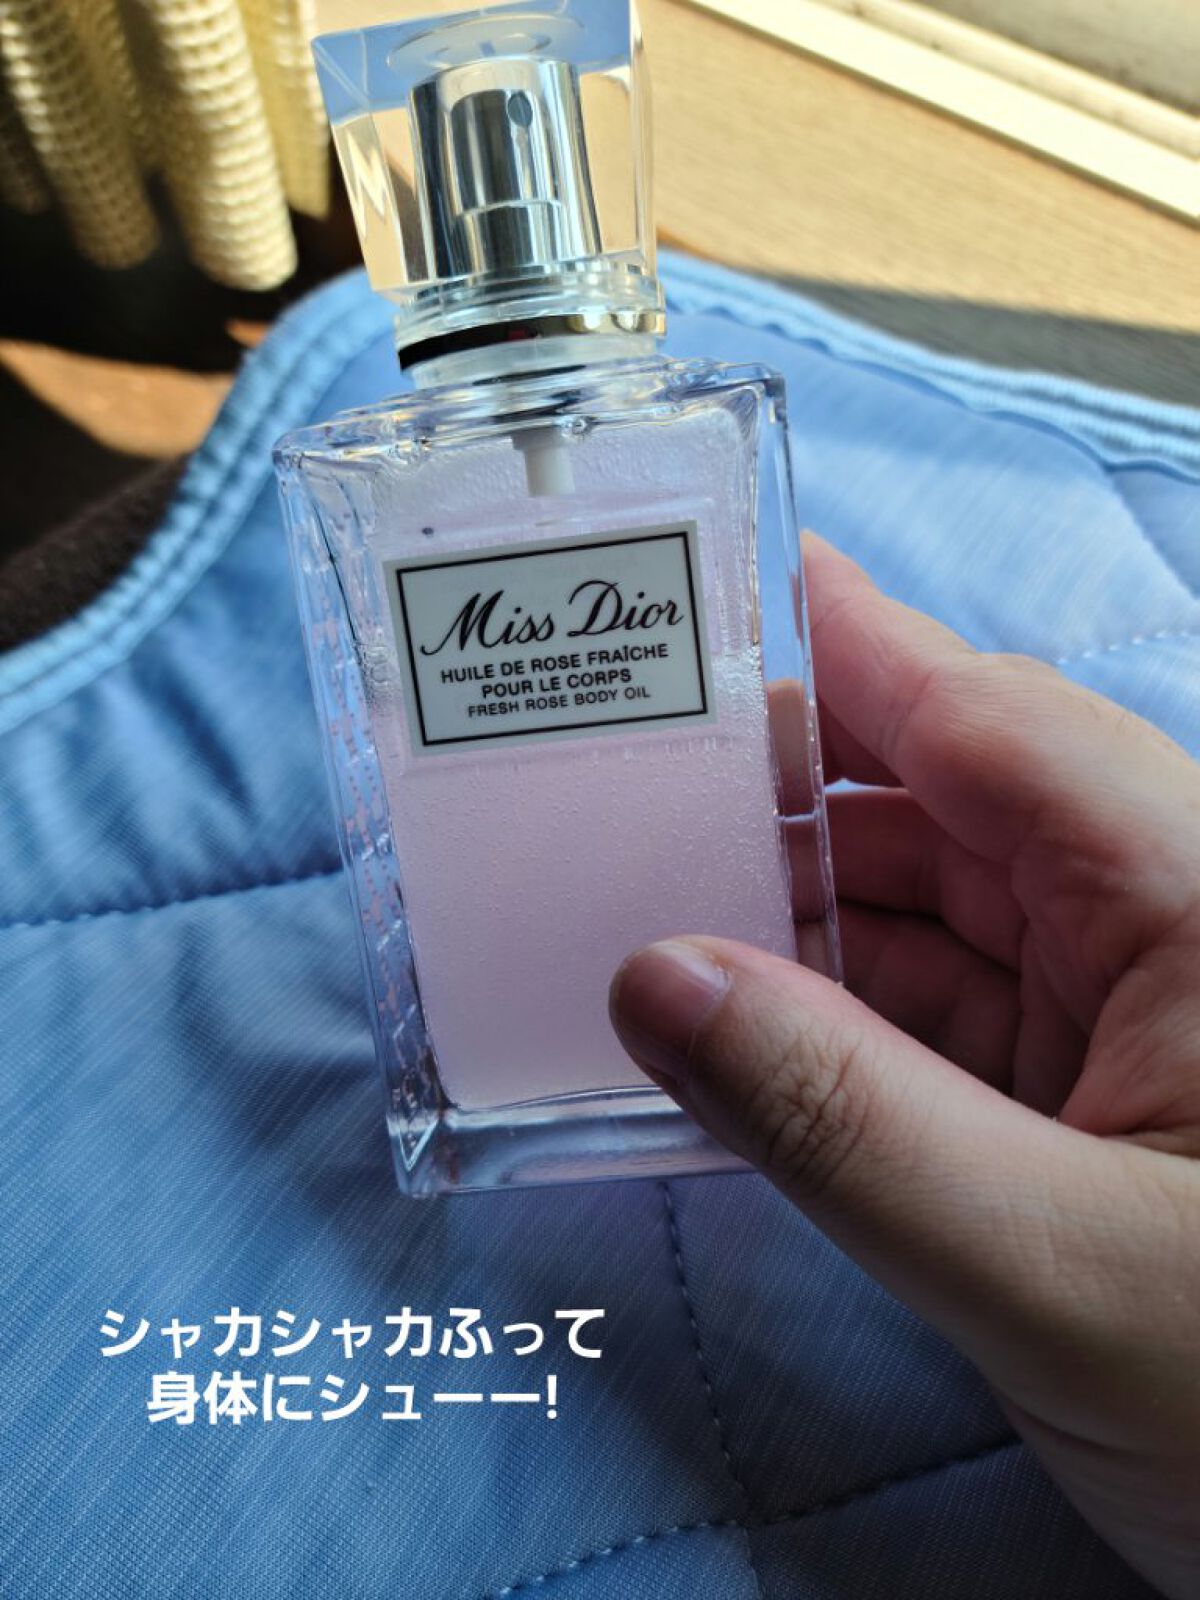 Miss Dior
HUILE DE ROSE FRAÎCHE
POUR LE CORPS
FRESH ROSE BODY OIL
シャカシャカふって
身体にシューー!